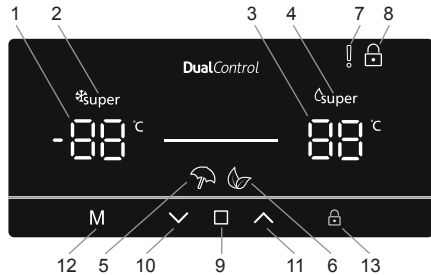 1 2 3 4 7 8
DualControl
super super
-88 °C 88 °C
M
12 5 10 9 11 6 13